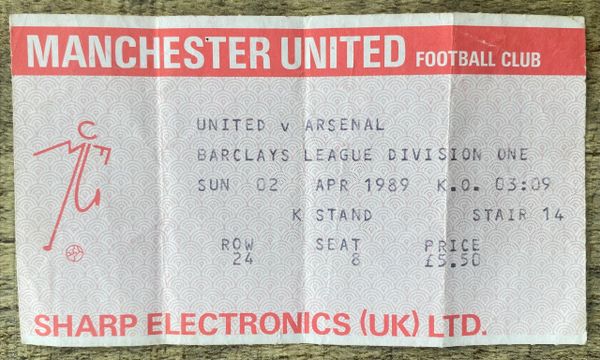 MANCHESTER UNITED FOOTBALL CLUB
UNITED v ARSENAL
BARCLAYS LEAGUE DIVISION ONE
SUN 02 APR 1989 K.O. 03:09
K STAND STAIR 14
ROW SEAT PRICE
24 8 £5.50
SHARP ELECTRONICS (UK) LTD.